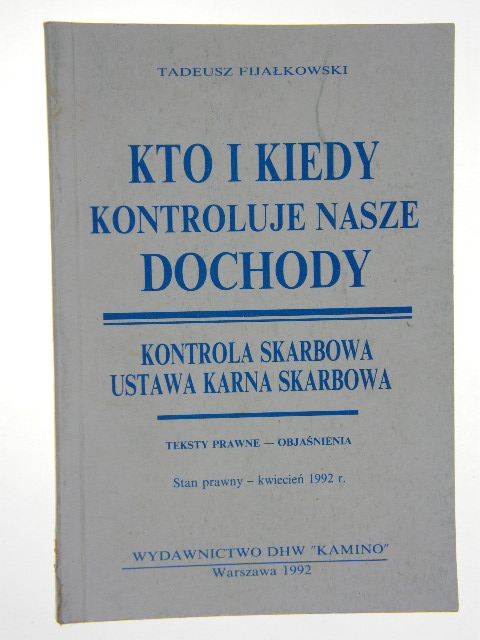 TADEUSZ FIJAŁKOWSKI
KTO I KIEDY
KONTROLUJE NASZE
DOCHODY
KONTROLA SKARBOWA
USTAWA KARNA SKARBOWA
TEKSTY PRAWNE — OBJAŚNIENIA
Stan prawny – kwiecień 1992 r.
WYDAWNICTWO DHW "KAMINO"
Warszawa 1992